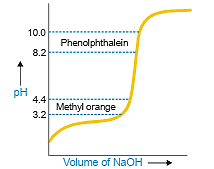 10.0
Phenolphthalein
8.2
pH
4.4
Methyl orange
3.2
Volume of NaOH